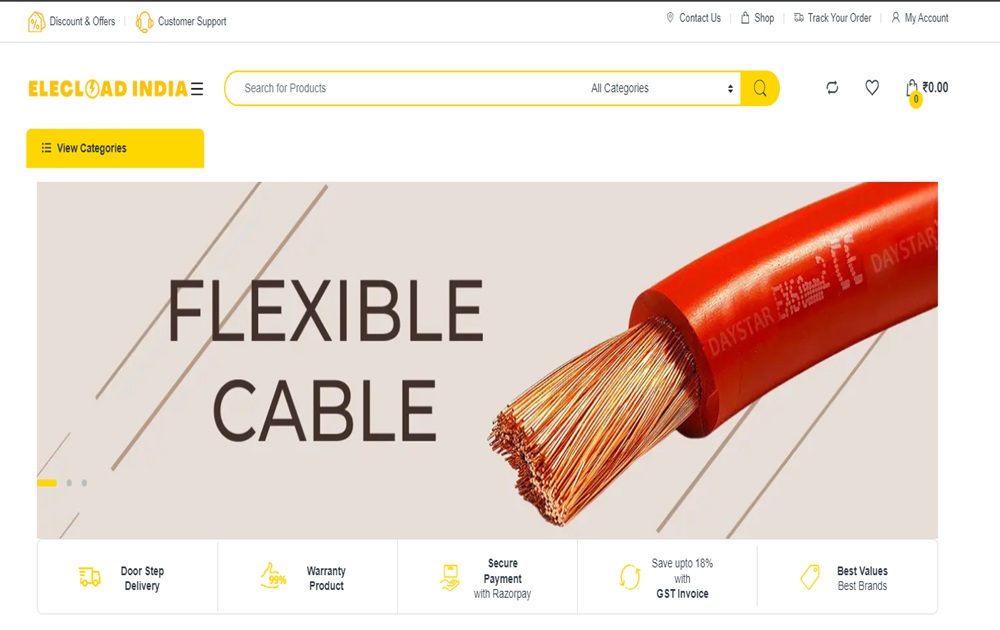 Discount & Offers
Customer Support
Contact Us
Shop
Track Your Order
My Account
ELECLOAD INDIA
Search for Products
All Categories
₹0.00
0
View Categories
FLEXIBLE
CABLE
DAYSTAR
DAYSTAR
Door Step
Delivery
99%
Warranty
Product
Secure
Payment
with Razorpay
Save upto 18%
with
GST Invoice
Best Values
Best Brands